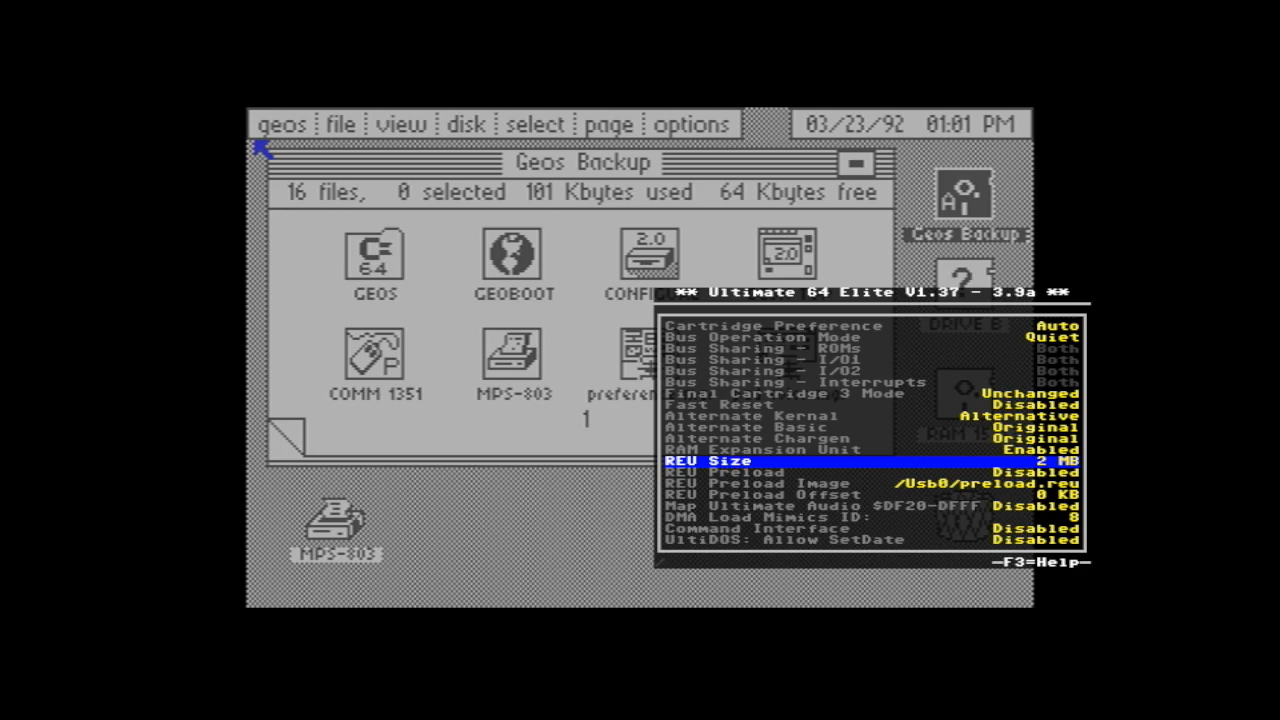 geos file view disk select page options 03/23/92 01:01 PM
Geos Backup
16 files, 0 selected 101 Kbytes used 64 Kbytes free
C= 64
2.0
2.0
A
Geos Backup
GEOS GEOBOOT
?
DRIVE B
COMM 1351 MPS-803
1
MPS-803
** Ultimate 64 Elite V1.37 - 3.9a **
Cartridge Preference Auto
Bus Operation Mode Quiet
Bus Sharing - ROMs Both
Bus Sharing - I/O1 Both
Bus Sharing - I/O2 Both
Bus Sharing - Interrupts Both
Final Cartridge 3 Mode Unchanged
Fast Reset Disabled
Alternate Kernal Alternative
Alternate Basic Original
Alternate Chargen Original
RAM Expansion Unit Enabled
REU Size 2 MB
REU Preload Disabled
REU Preload Image /Usb0/preload.reu
REU Preload Offset 0 KB
Map Ultimate Audio $DF20-DFFF Disabled
DMA Load Mimics ID: 8
Command Interface Disabled
UltiDOS: Allow SetDate Disabled
F3=Help